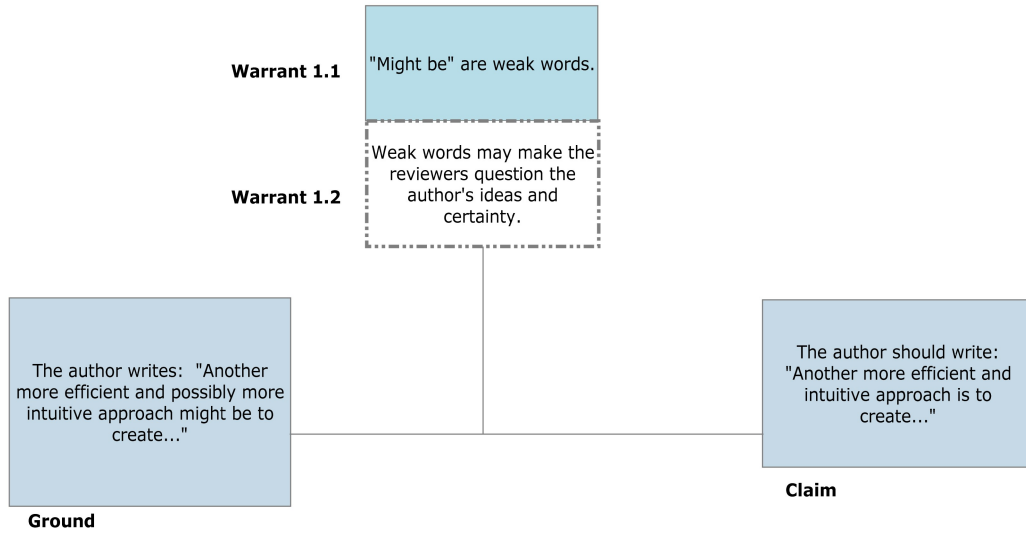 Warrant 1.1
"Might be" are weak words.
Warrant 1.2
Weak words may make the
reviewers question the
author's ideas and
certainty.
The author writes:  "Another
more efficient and possibly more
intuitive approach might be to
create..."
Ground
The author should write:
"Another more efficient and
intuitive approach is to
create..."
Claim